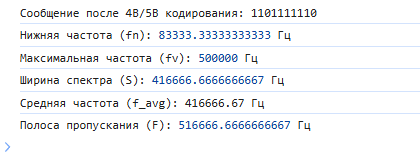 Сообщение после 4B/5B кодирования: 1101111110
Нижняя частота (fn): 83333.33333333333 Гц
Максимальная частота (fv): 500000 Гц
Ширина спектра (S): 416666.6666666667 Гц
Средняя частота (f_avg): 416666.67 Гц
Полоса пропускания (F): 516666.6666666667 Гц